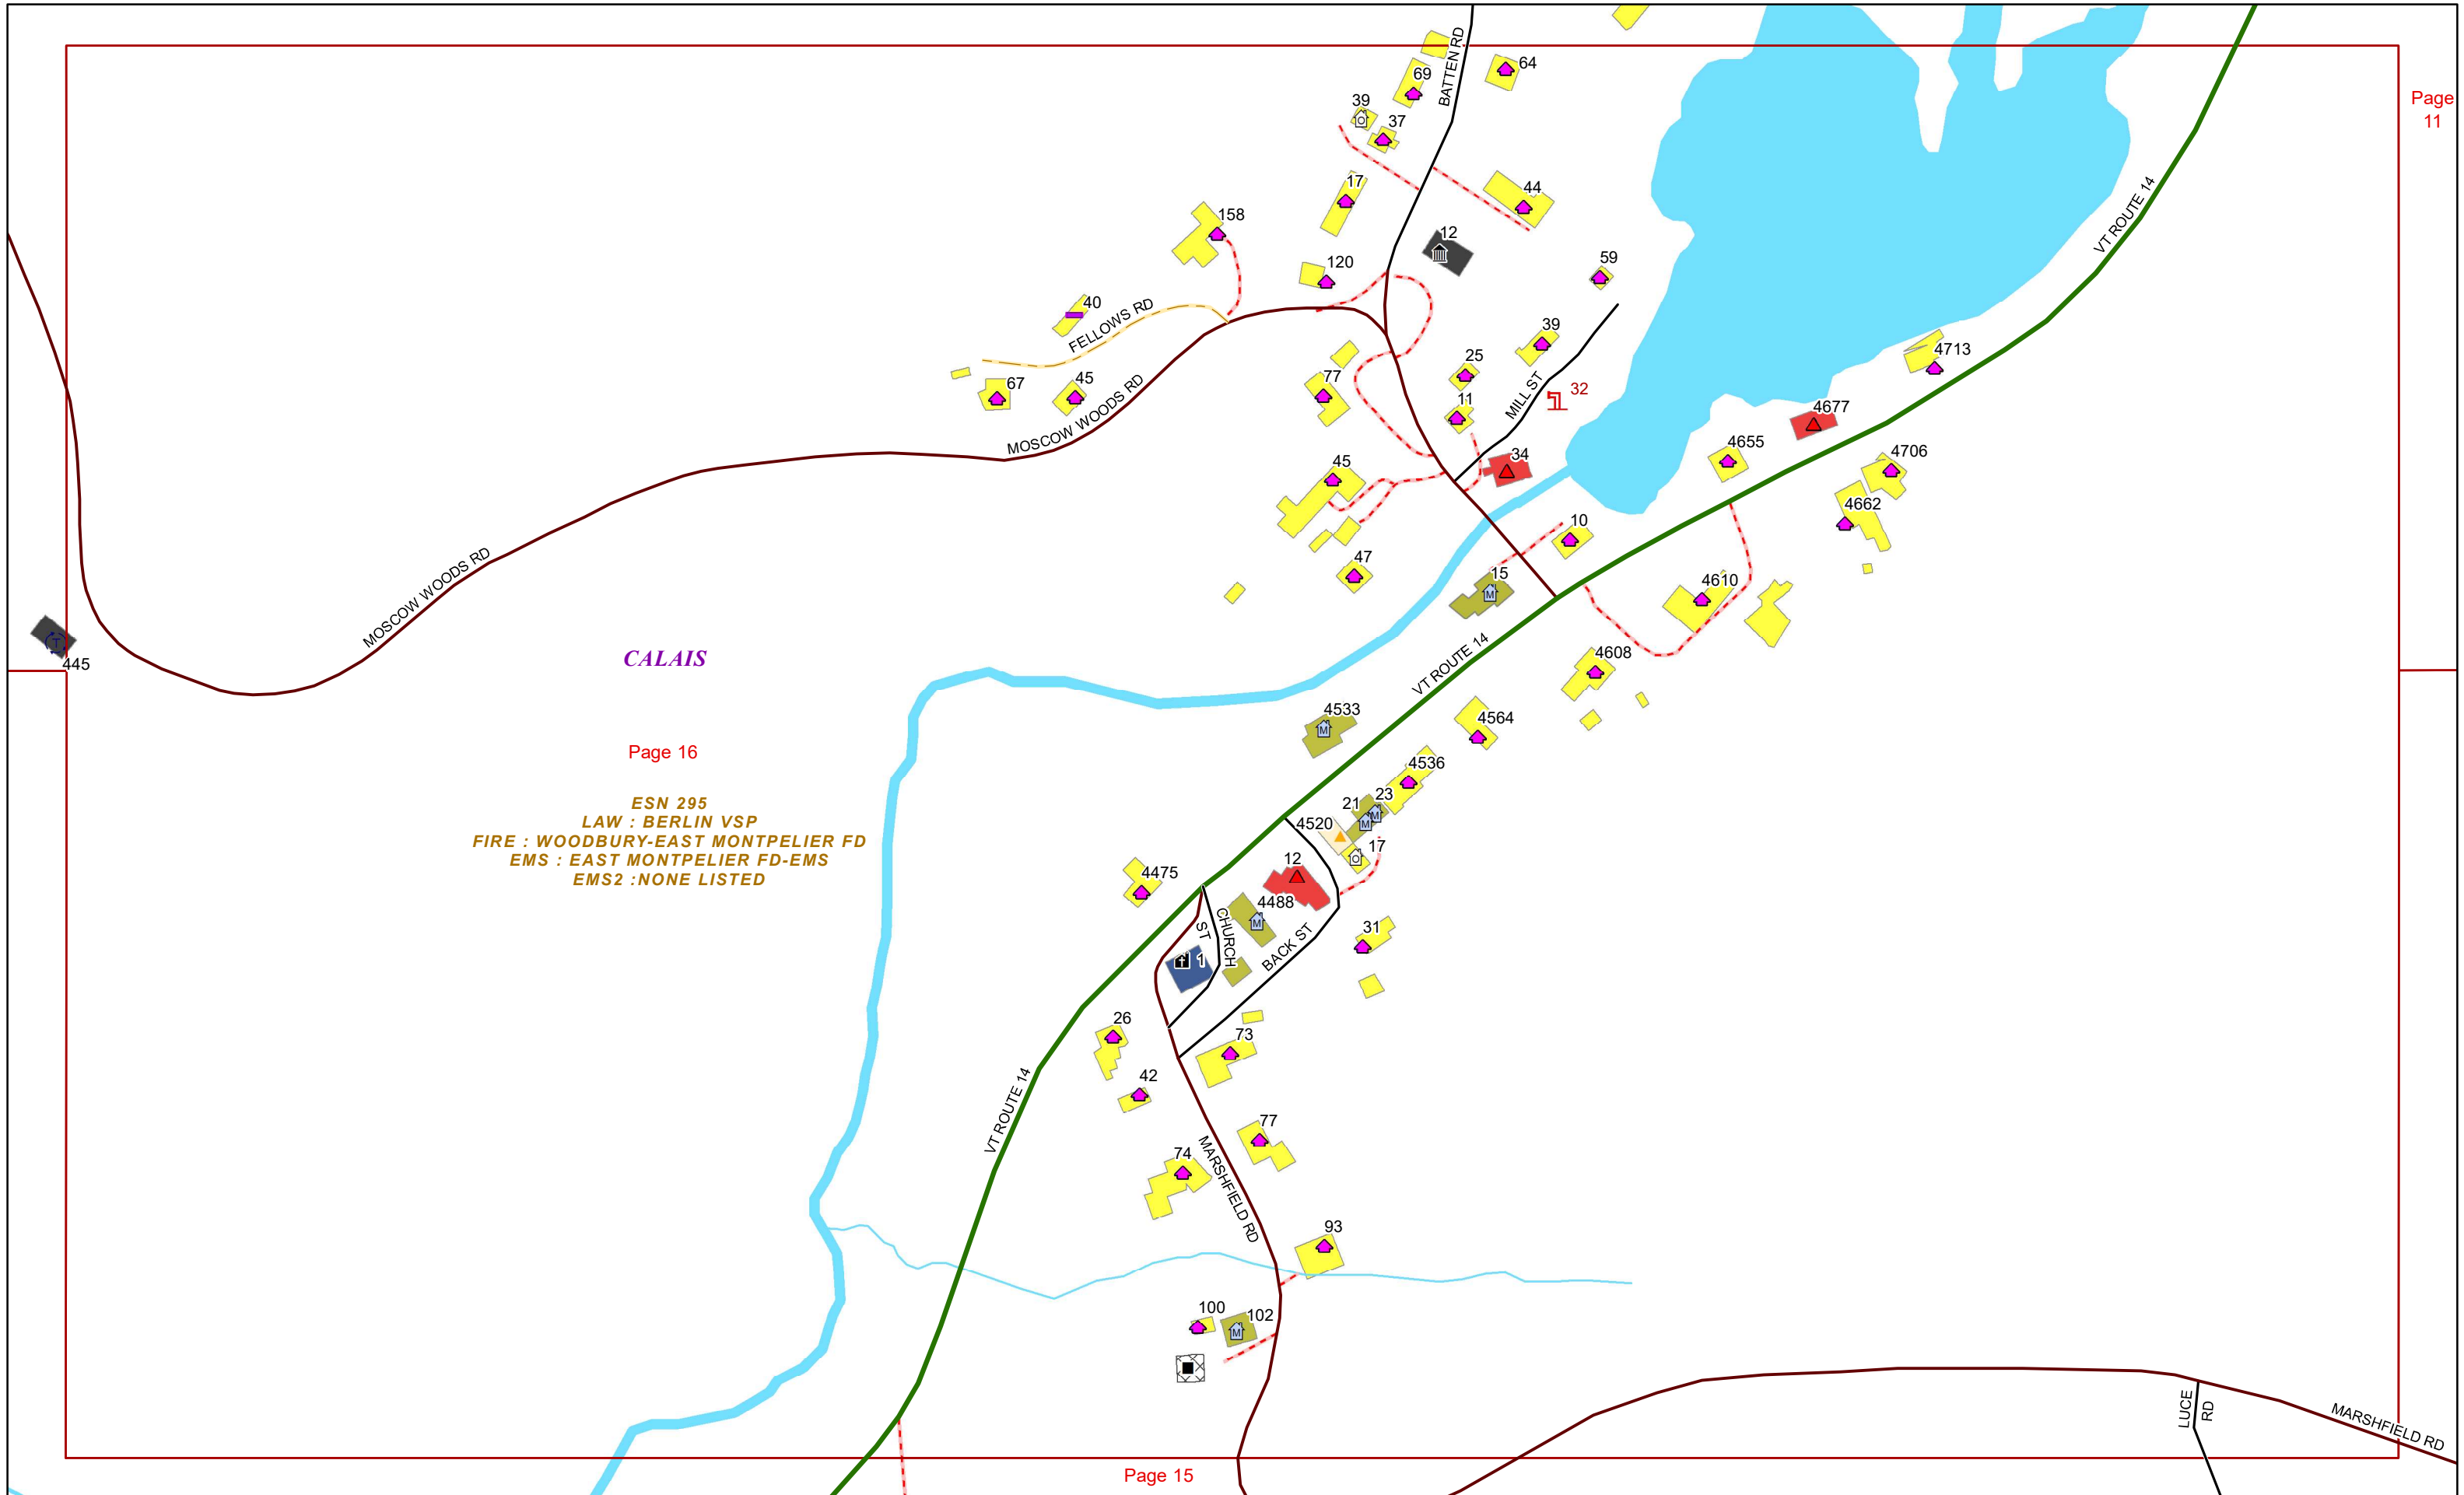 BATTEN RD
64
69
Page
11
39
37
17
44
158
12
VT ROUTE 14
120
59
40
FELLOWS RD
39
4713
25
77
67
45
MOSCOW WOODS RD
MILL ST
32
11
4677
4655
34
45
4706
4662
10
MOSCOW WOODS RD
47
15
4610
445
CALAIS
VT ROUTE 14
4608
4533
4564
Page 16
4536
ESN 295
LAW : BERLIN VSP
FIRE : WOODBURY-EAST MONTPELIER FD
EMS : EAST MONTPELIER FD-EMS
EMS2 :NONE LISTED
23
21
4520
O
17
12
4475
4488
CHURCH
ST
BACK ST
31
1
26
73
42
VT ROUTE 14
77
74
MARSHFIELD RD
93
100
102
M
LUCE
RD
MARSHFIELD RD
Page 15